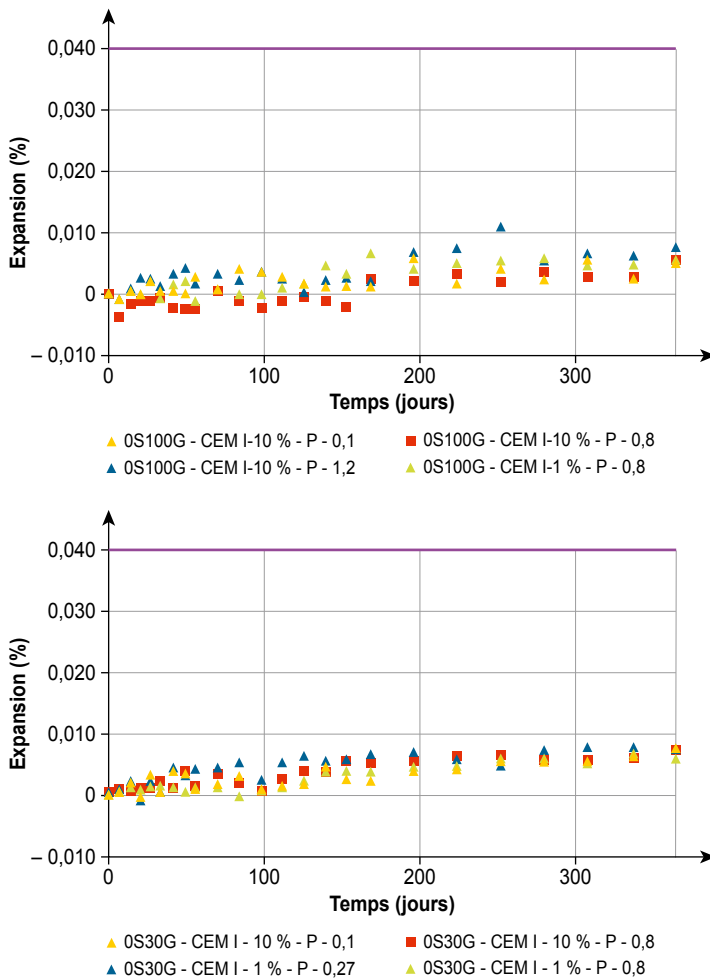 0,040
0,030
0,020
0,010
0
– 0,010
Expansion (%)
0 100 200 300
Temps (jours)
0S100G - CEM I-10 % - P - 0,1
0S100G - CEM I-10 % - P - 0,8
0S100G - CEM I-10 % - P - 1,2
0S100G - CEM I-1 % - P - 0,8
0,040
0,030
0,020
0,010
0
– 0,010
Expansion (%)
0 100 200 300
Temps (jours)
0S30G - CEM I - 10 % - P - 0,1
0S30G - CEM I - 10 % - P - 0,8
0S30G - CEM I - 1 % - P - 0,27
0S30G - CEM I - 1 % - P - 0,8